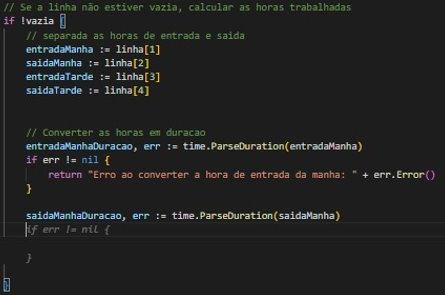 // Se a linha não estiver vazia, calcular as horas trabalhadas
if !vazia {
// separada as horas de entrada e saida
entradaManha := linha[1]
saidaManha := linha[2]
entradaTarde := linha[3]
saidaTarde := linha[4]
// Converter as horas em duracao
entradaManhaDuracao, err := time.ParseDuration(entradaManha)
if err != nil {
return "Erro ao converter a hora de entrada da manha: " + err.Error()
}
saidaManhaDuracao, err := time.ParseDuration(saidaManha)
if err != nil {
}
}